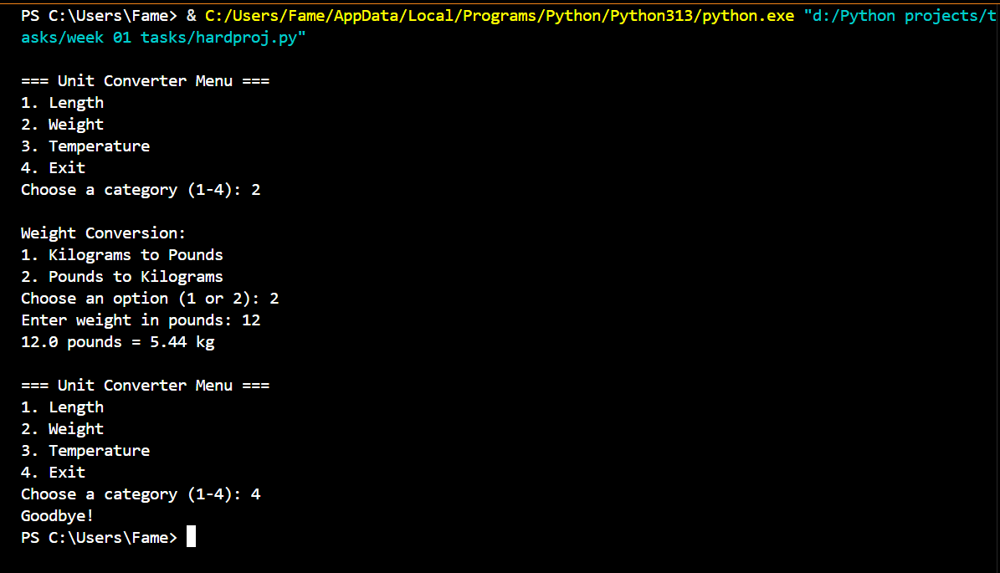 PS C:\Users\Fame> & C:/Users/Fame/AppData/Local/Programs/Python/Python313/python.exe "d:/Python projects/t
asks/week 01 tasks/hardproj.py"
=== Unit Converter Menu ===
1. Length
2. Weight
3. Temperature
4. Exit
Choose a category (1-4): 2
Weight Conversion:
1. Kilograms to Pounds
2. Pounds to Kilograms
Choose an option (1 or 2): 2
Enter weight in pounds: 12
12.0 pounds = 5.44 kg
=== Unit Converter Menu ===
1. Length
2. Weight
3. Temperature
4. Exit
Choose a category (1-4): 4
Goodbye!
PS C:\Users\Fame>